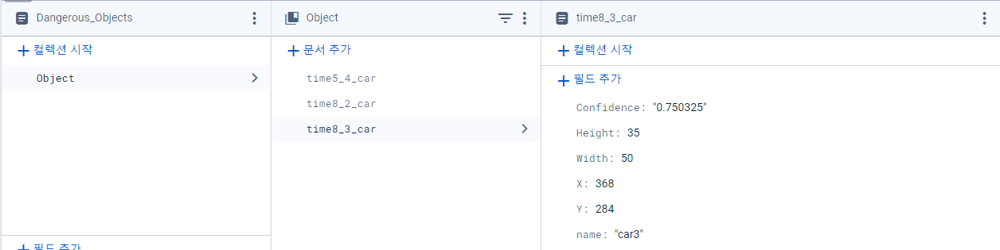 Dangerous_Objects
컬렉션 시작
Object
필드 추가
Object
문서 추가
time5_4_car
time8_2_car
time8_3_car
time8_3_car
컬렉션 시작
필드 추가
Confidence: "0.750325"
Height: 35
Width: 50
X: 368
Y: 284
name: "car3"